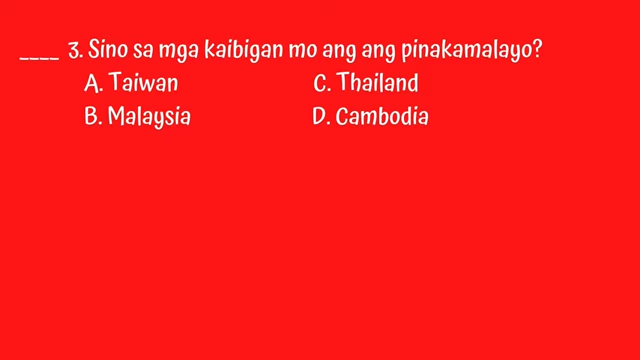 ____ 3. Sino sa mga kaibigan mo ang ang pinakamalayo?
A. Taiwan C. Thailand
B. Malaysia D. Cambodia